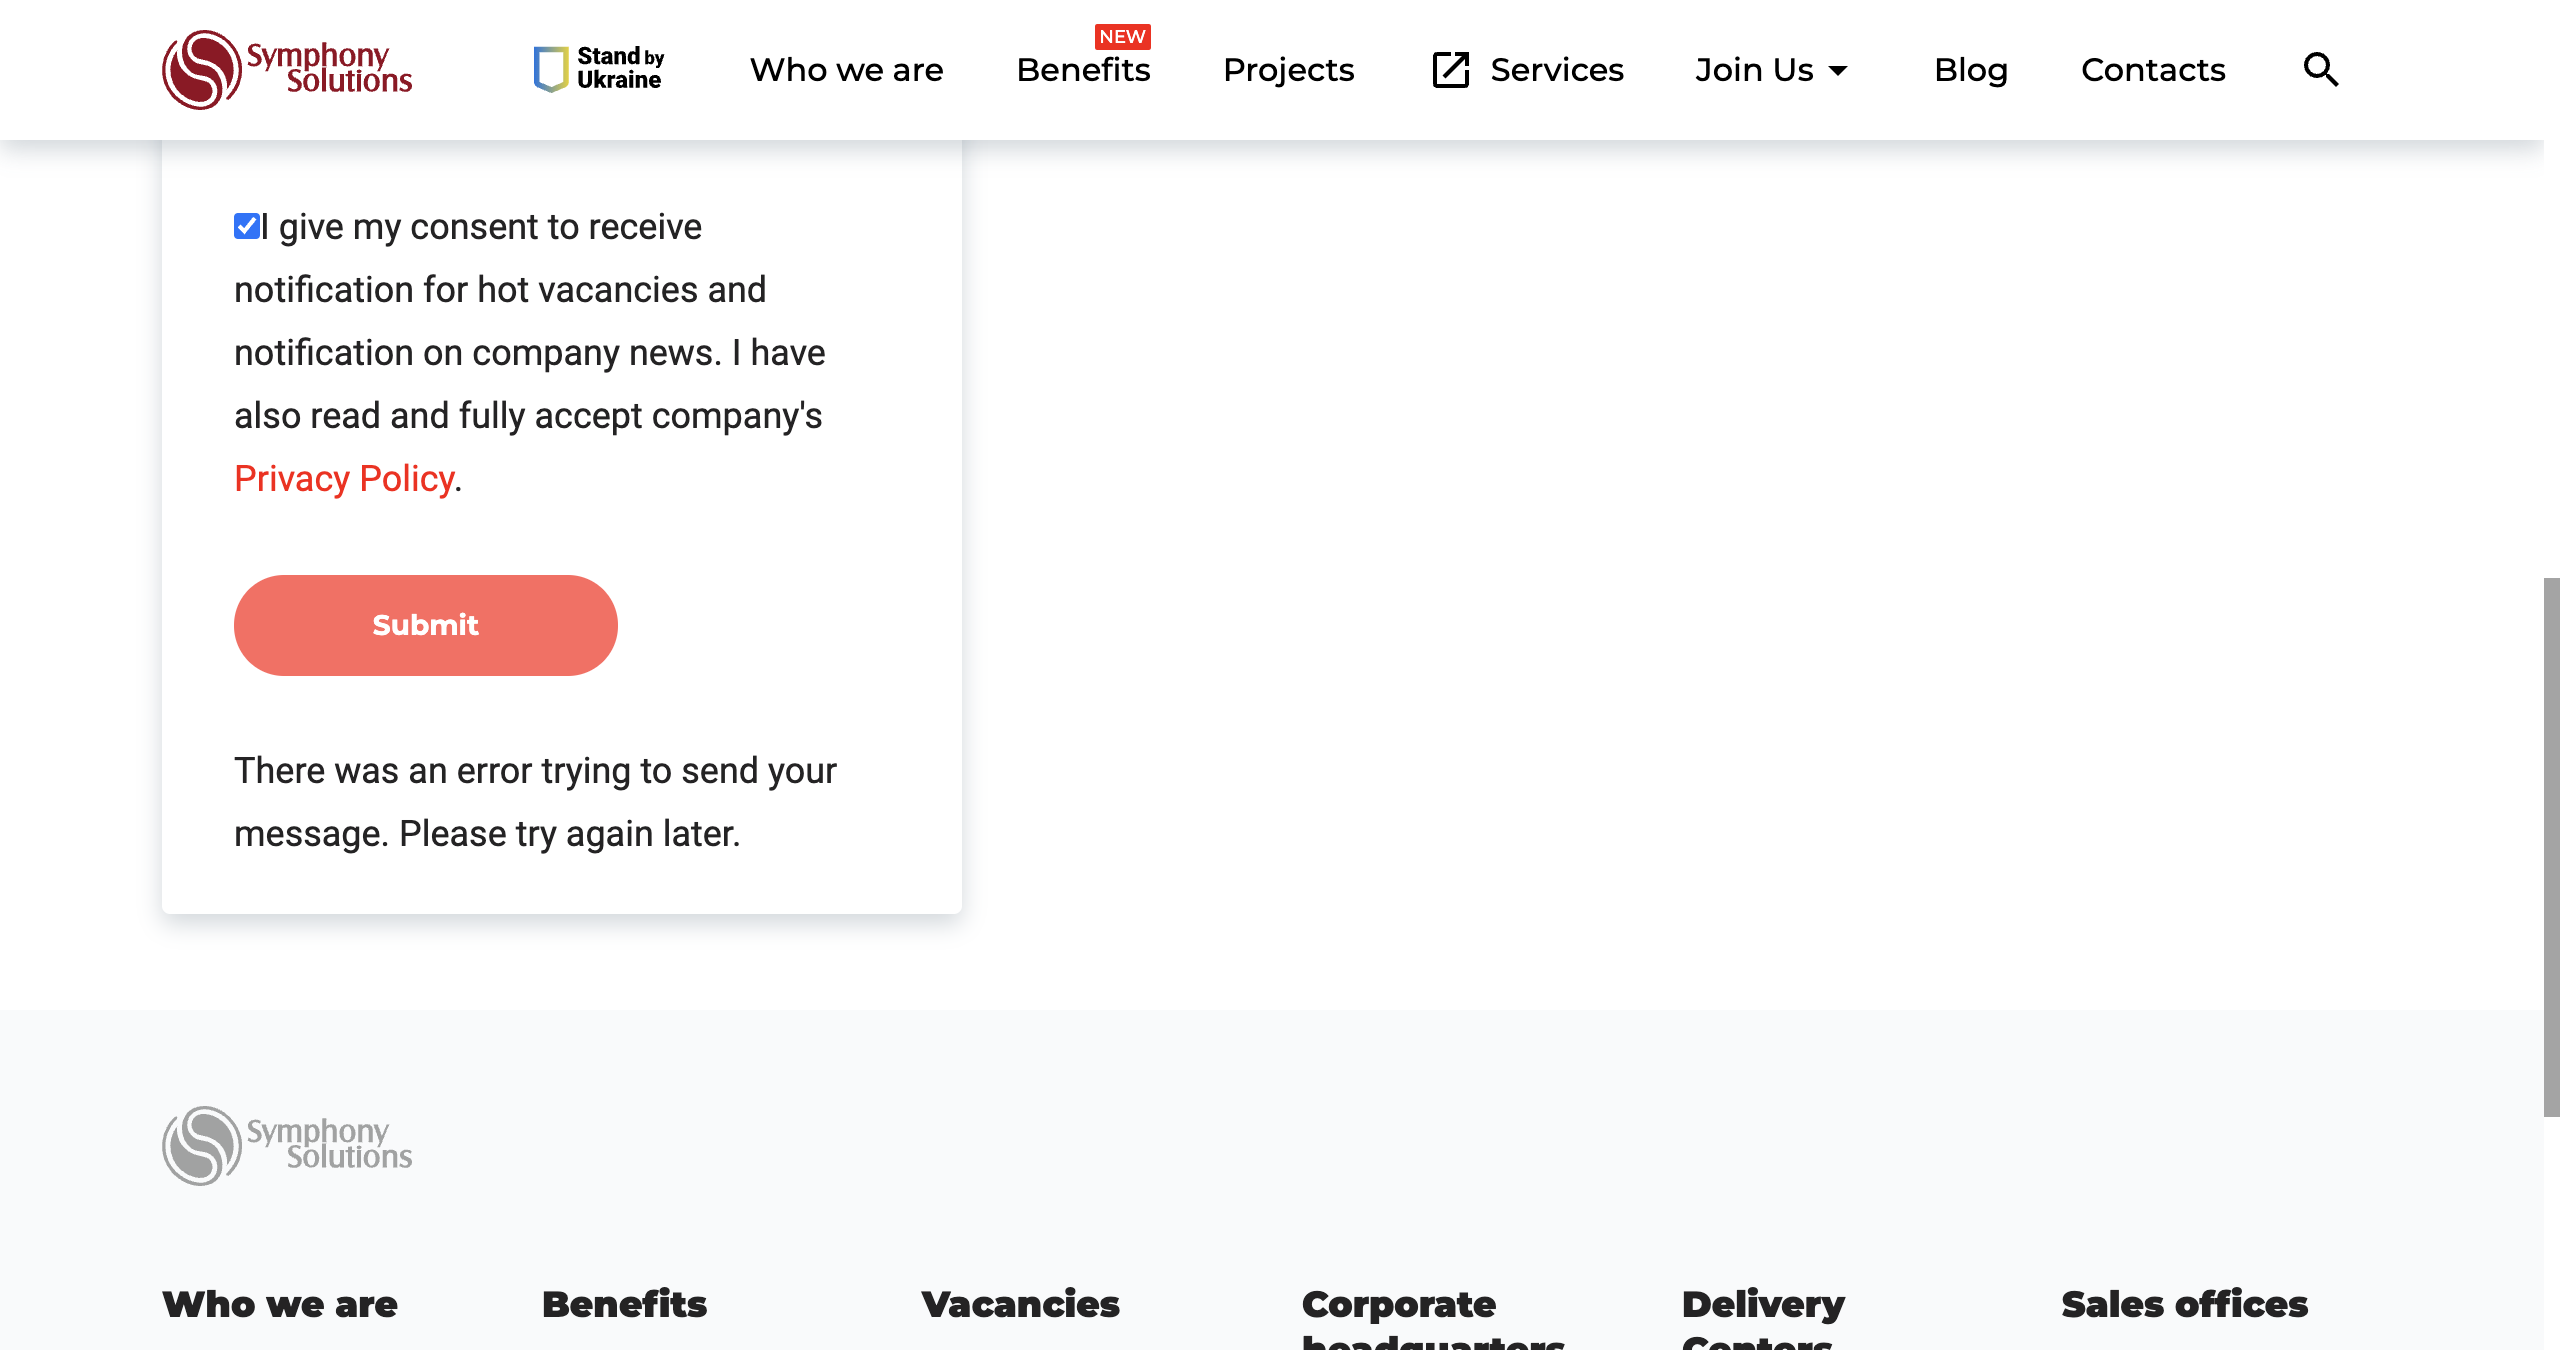 Symphony
Solutions
Stand by
Ukraine
Who we are
NEW
Benefits
Projects
Services
Join Us
Blog
Contacts
I give my consent to receive
notification for hot vacancies and
notification on company news. I have
also read and fully accept company's
Privacy Policy.
Submit
There was an error trying to send your
message. Please try again later.
Symphony
Solutions
Who we are
Benefits
Vacancies
Corporate
headquarters
Delivery
Centers
Sales offices